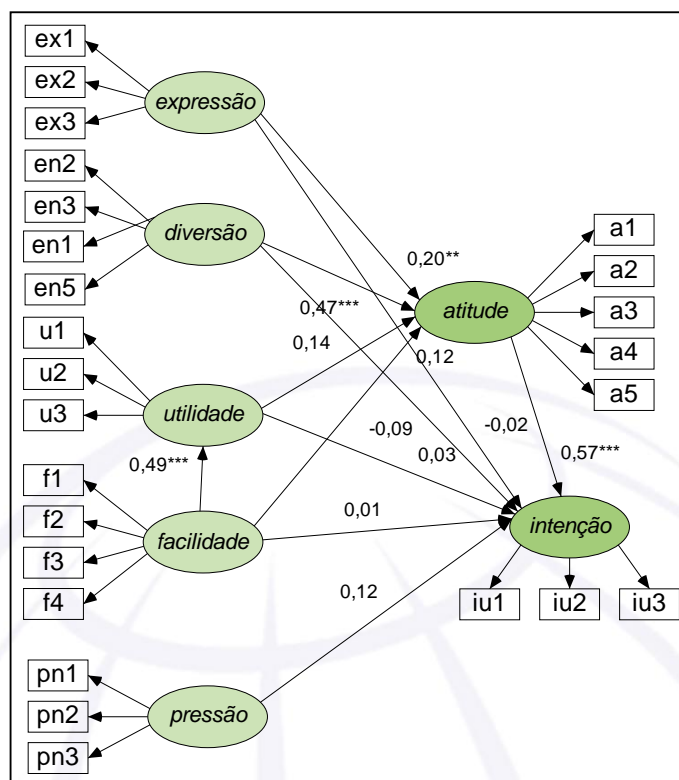 ex1
ex2
ex3
expressão
en2
en3
en1
en5
diversão
u1
u2
u3
utilidade
f1
f2
f3
f4
facilidade
pn1
pn2
pn3
pressão
0,20**
0,47***
0,14
0,12
-0,09
0,03
-0,02
0,57***
0,49***
0,01
0,12
atitude
a1
a2
a3
a4
a5
intenção
iu1
iu2
iu3